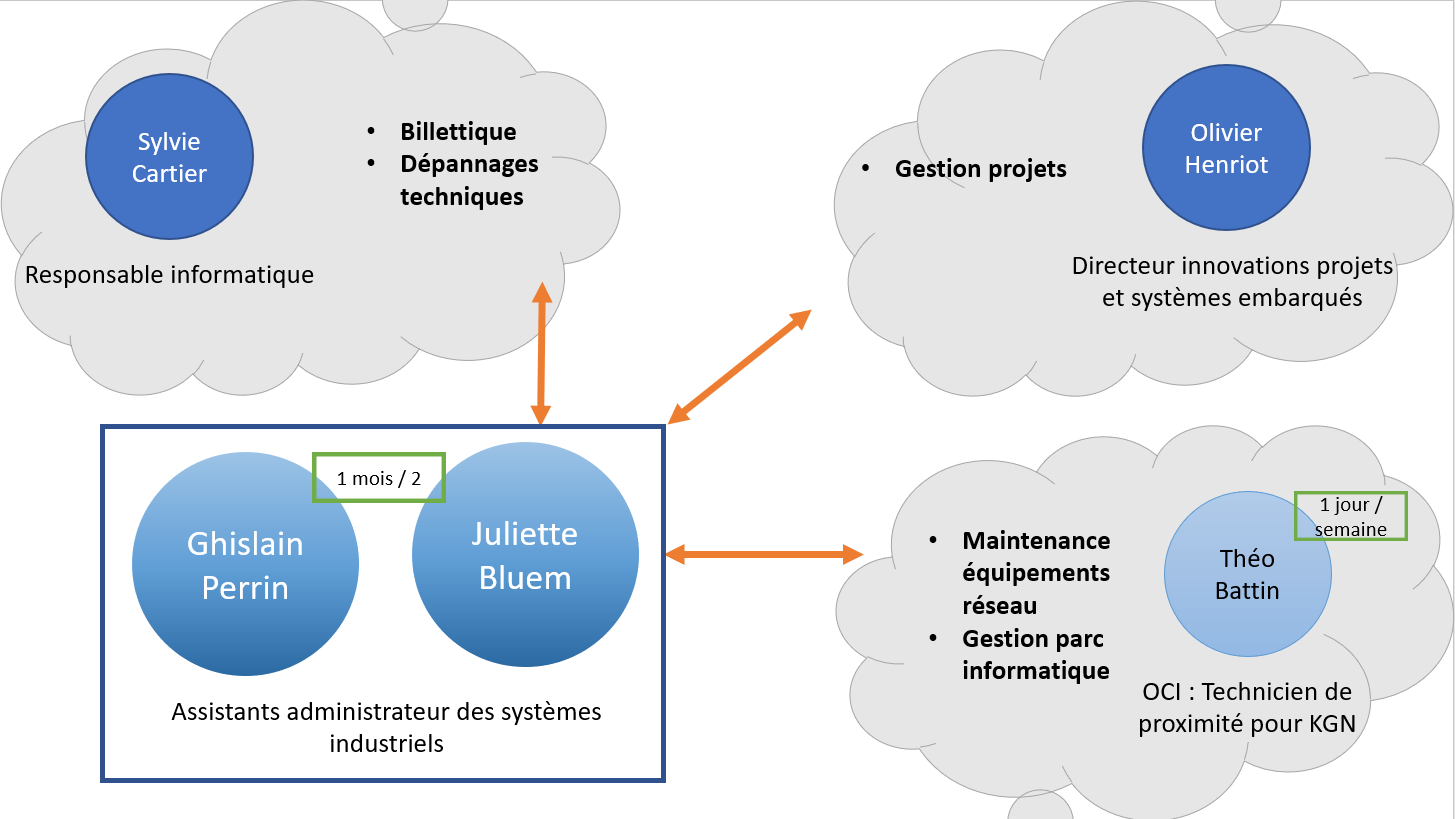 Sylvie
Cartier
• Billettique
• Dépannages
techniques
Responsable informatique
• Gestion projets
Olivier
Henriot
Directeur innovations projets
et systèmes embarqués
1 mois / 2
Ghislain
Perrin
Juliette
Bluem
Assistants administrateur des systèmes
industriels
• Maintenance
équipements
réseau
• Gestion parc
informatique
1 jour /
semaine
Théo
Battin
OCI : Technicien de
proximité pour KGN